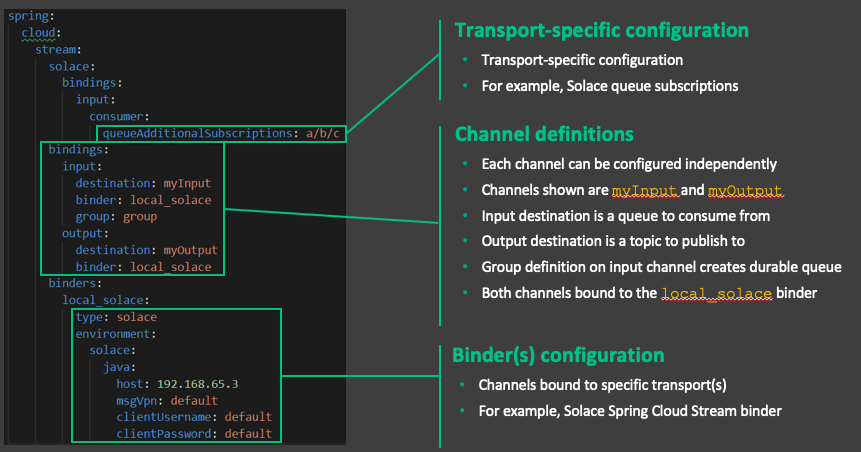 spring:
cloud:
stream:
solace:
bindings:
input:
consumer:
queueAdditionalSubscriptions: a/b/c
bindings:
input:
destination: myInput
binder: local_solace
group: group
output:
destination: myOutput
binder: local_solace
binders:
local_solace:
type: solace
environment:
solace:
java:
host: 192.168.65.3
msgVpn: default
clientUsername: default
clientPassword: default
Transport-specific configuration
• Transport-specific configuration
• For example, Solace queue subscriptions
Channel definitions
• Each channel can be configured independently
• Channels shown are myInput and myOutput
• Input destination is a queue to consume from
• Output destination is a topic to publish to
• Group definition on input channel creates durable queue
• Both channels bound to the local_solace binder
Binder(s) configuration
• Channels bound to specific transport(s)
• For example, Solace Spring Cloud Stream binder